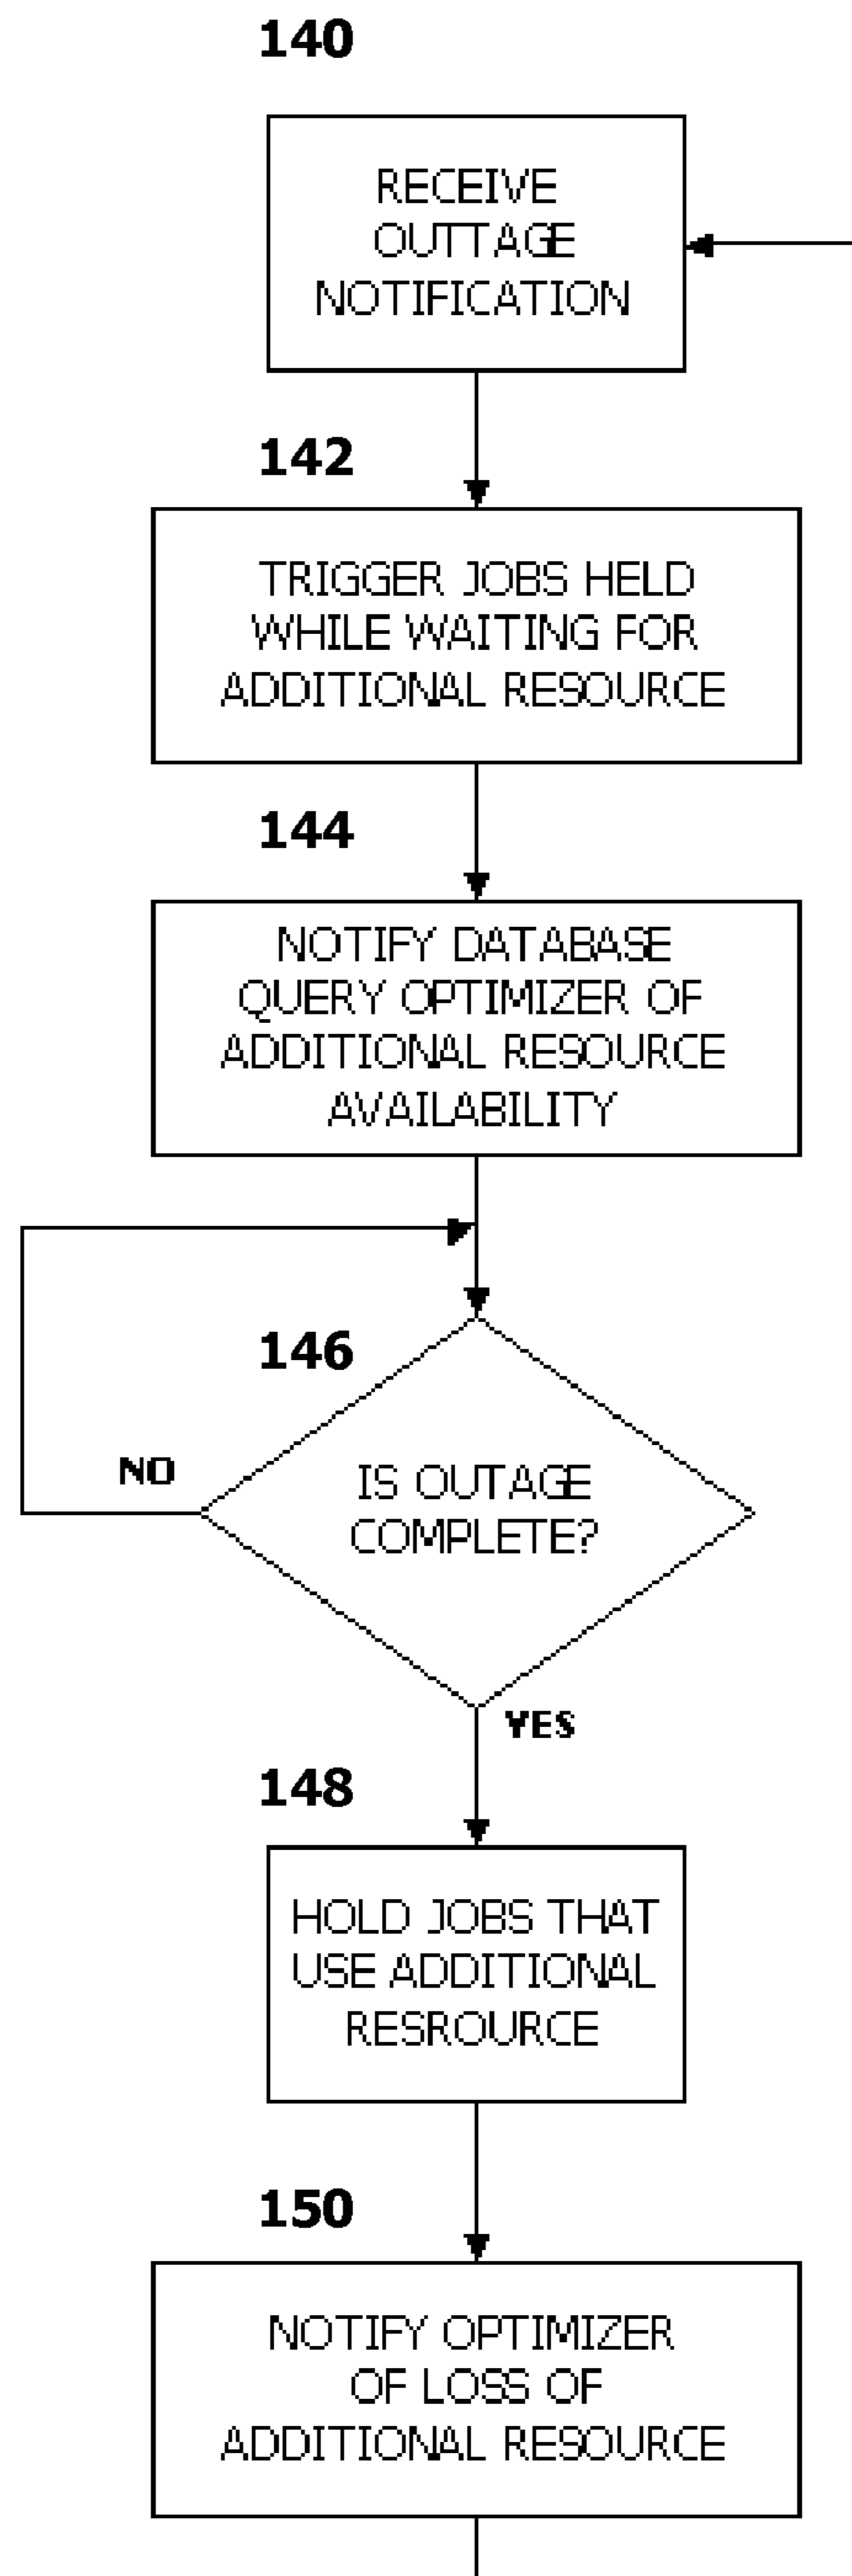 140
RECEIVE
OUTTAGE
NOTIFICATION
142
TRIGGER JOBS HELD
WHILE WAITING FOR
ADDITIONAL RESOURCE
144
NOTIFY DATABASE
QUERY OPTIMIZER OF
ADDITIONAL RESOURCE
AVAILABILITY
146
NO
IS OUTAGE
COMPLETE?
YES
148
HOLD JOBS THAT
USE ADDITIONAL
RESROURCE
150
NOTIFY OPTIMIZER
OF LOSS OF
ADDITIONAL RESOURCE